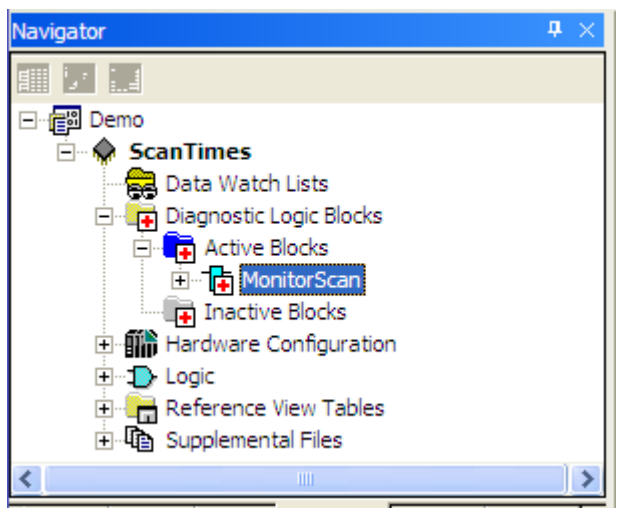 Navigator
Demo
ScanTimes
Data Watch Lists
Diagnostic Logic Blocks
Active Blocks
MonitorScan
Inactive Blocks
Hardware Configuration
Logic
Reference View Tables
Supplemental Files